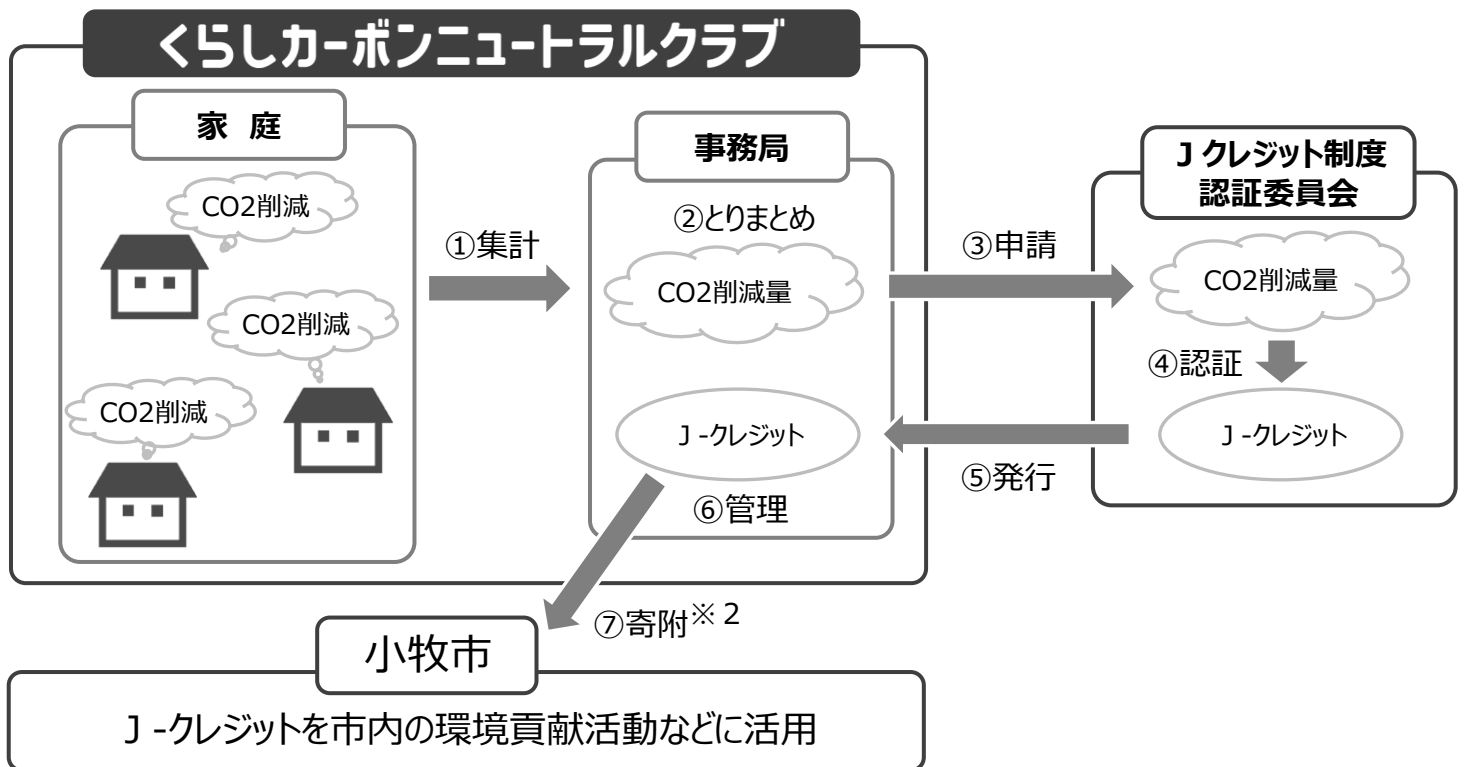 くらしカーボンニュートラルクラブ
家 庭
CO2削減
CO2削減
CO2削減
①集計
事務局
②とりまとめ
CO2削減量
③申請
J クレジット制度
認証委員会
CO2削減量
④認証
J -クレジット
⑤発行
J -クレジット
⑥管理
⑦寄附※2
小牧市
J -クレジットを市内の環境貢献活動などに活用